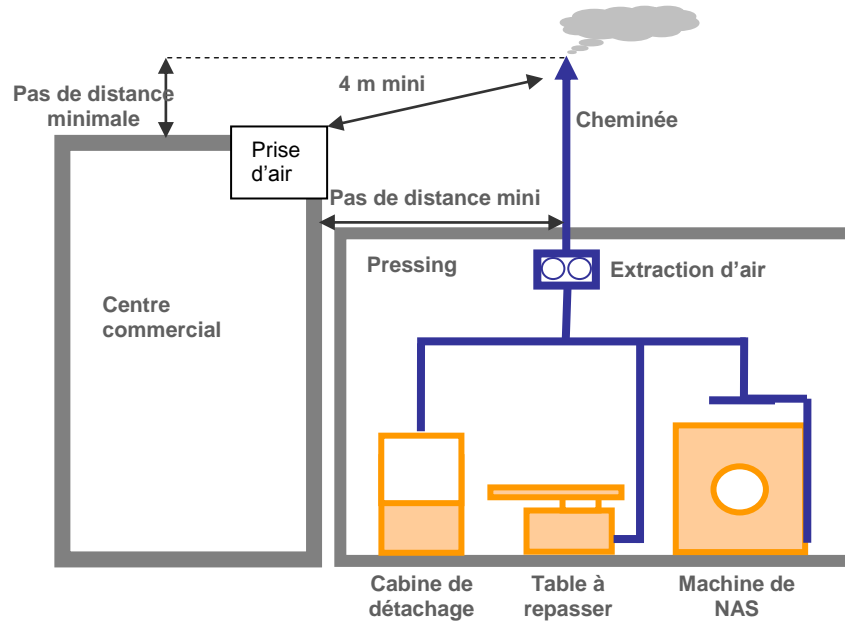 4 m mini
Pas de distance
minimale
Cheminée
Prise
d’air
Pas de distance mini
Pressing
Extraction d’air
Centre
commercial
Cabine de
détachage
Table à
repasser
Machine de
NAS